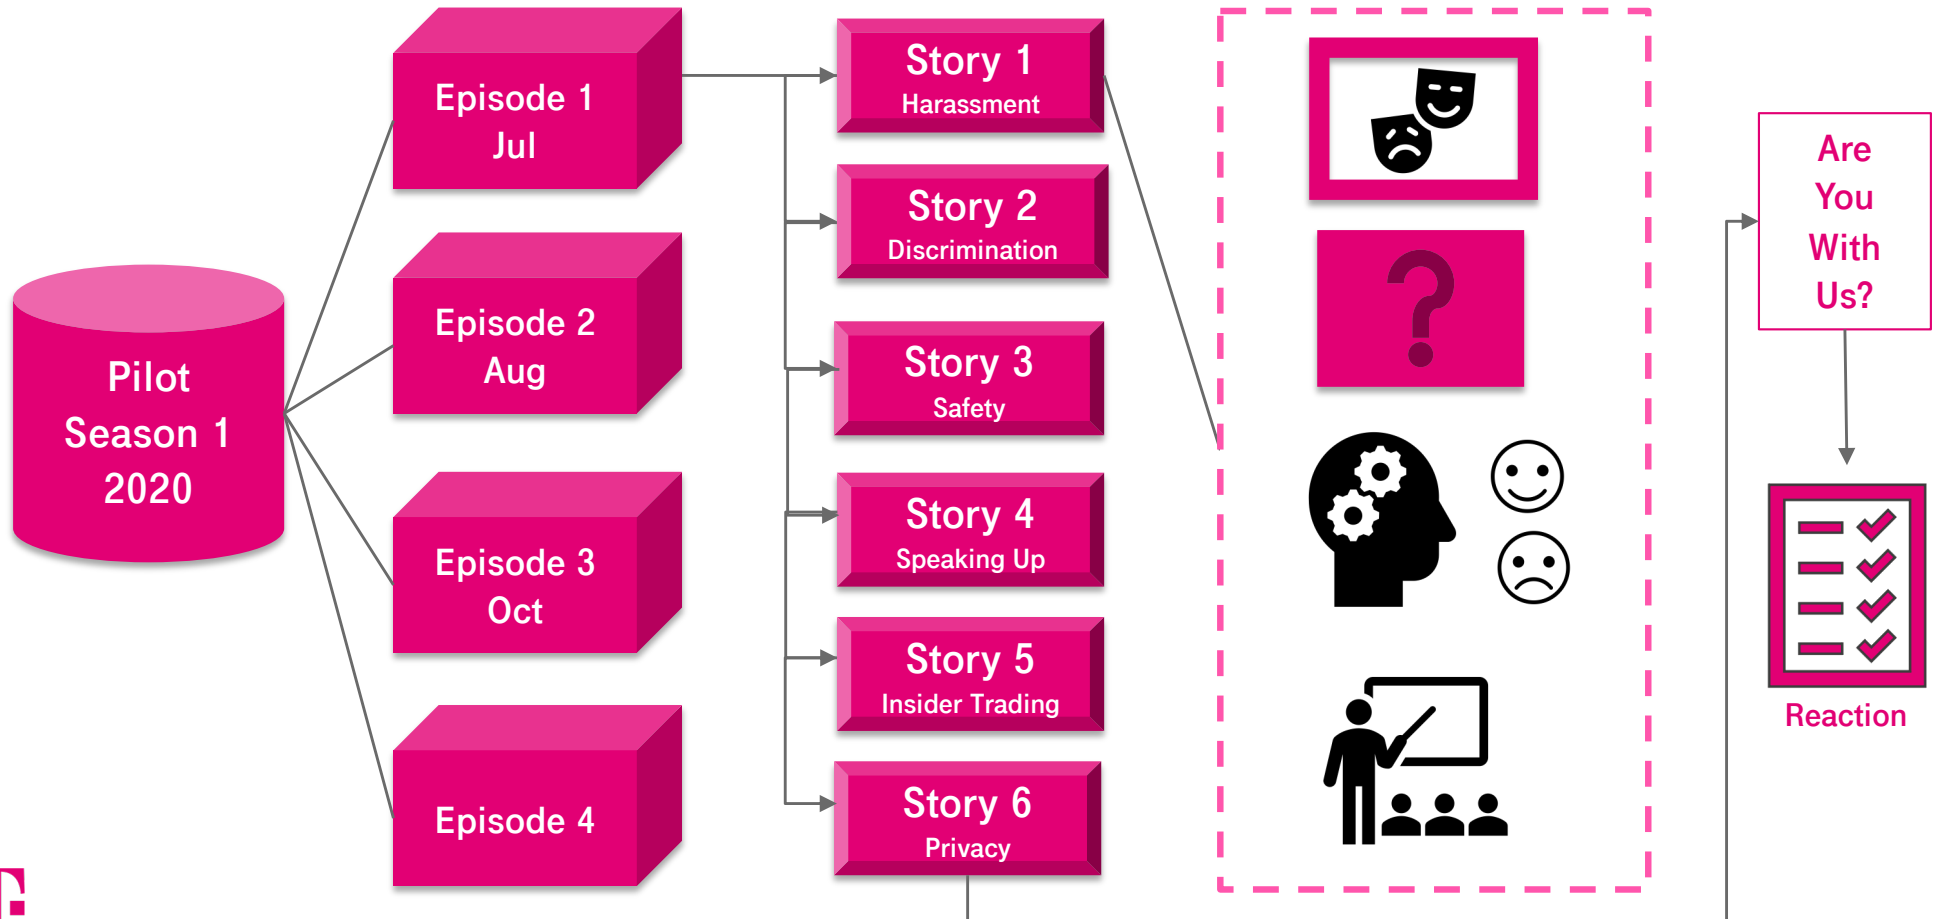 Pilot
Season 1
2020
Episode 1
Jul
Episode 2
Aug
Episode 3
Oct
Episode 4
Story 1
Harassment
Story 2
Discrimination
Story 3
Safety
Story 4
Speaking Up
Story 5
Insider Trading
Story 6
Privacy
?
Are
You
With
Us?
Reaction
T